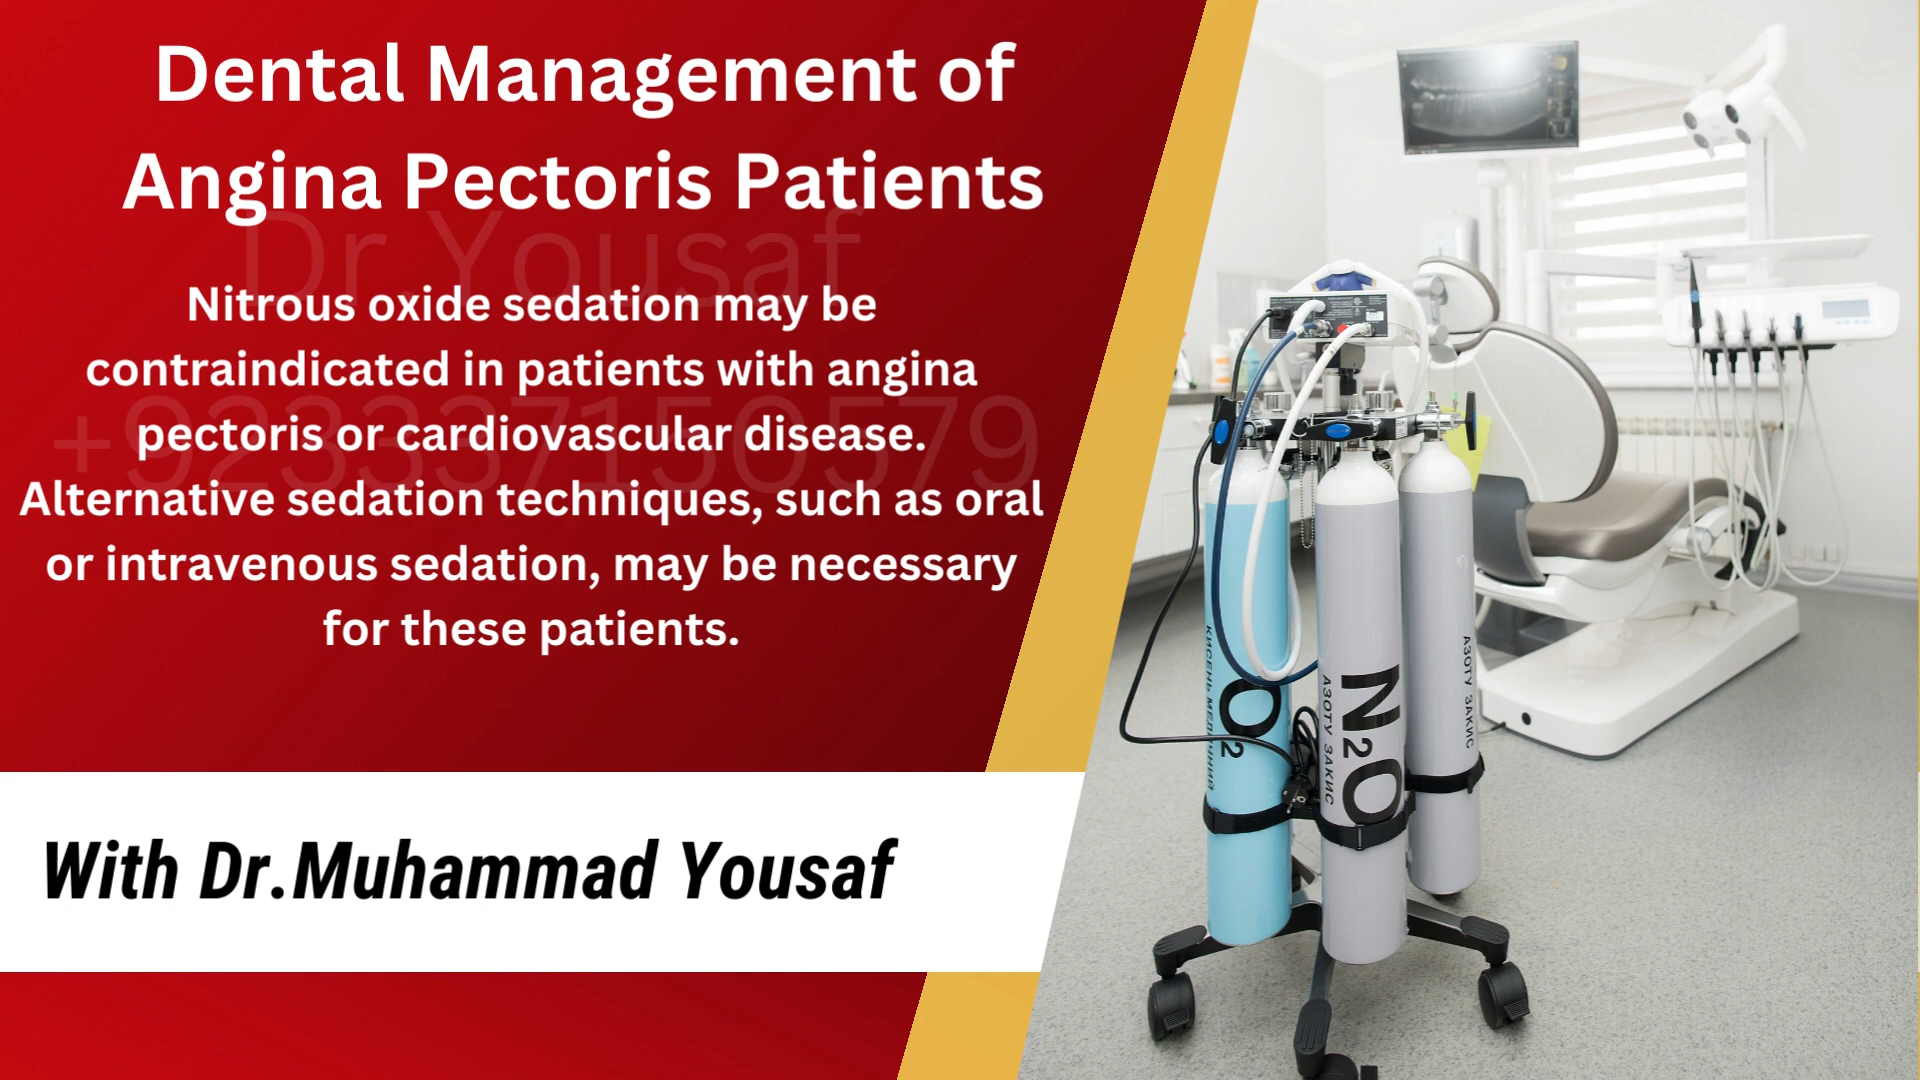 Dental Management of
Angina Pectoris Patients
Dr.Yousaf
Nitrous oxide sedation may be
contraindicated in patients with angina
+923337150579
pectoris or cardiovascular disease.
Alternative sedation techniques, such as oral
or intravenous sedation, may be necessary
for these patients.
With Dr.Muhammad Yousaf
КИСЕНЬ МЕДИЧНИЙ
O2
АЗОТУ ЗАКИС
N2O
АЗОТУ ЗАКИС